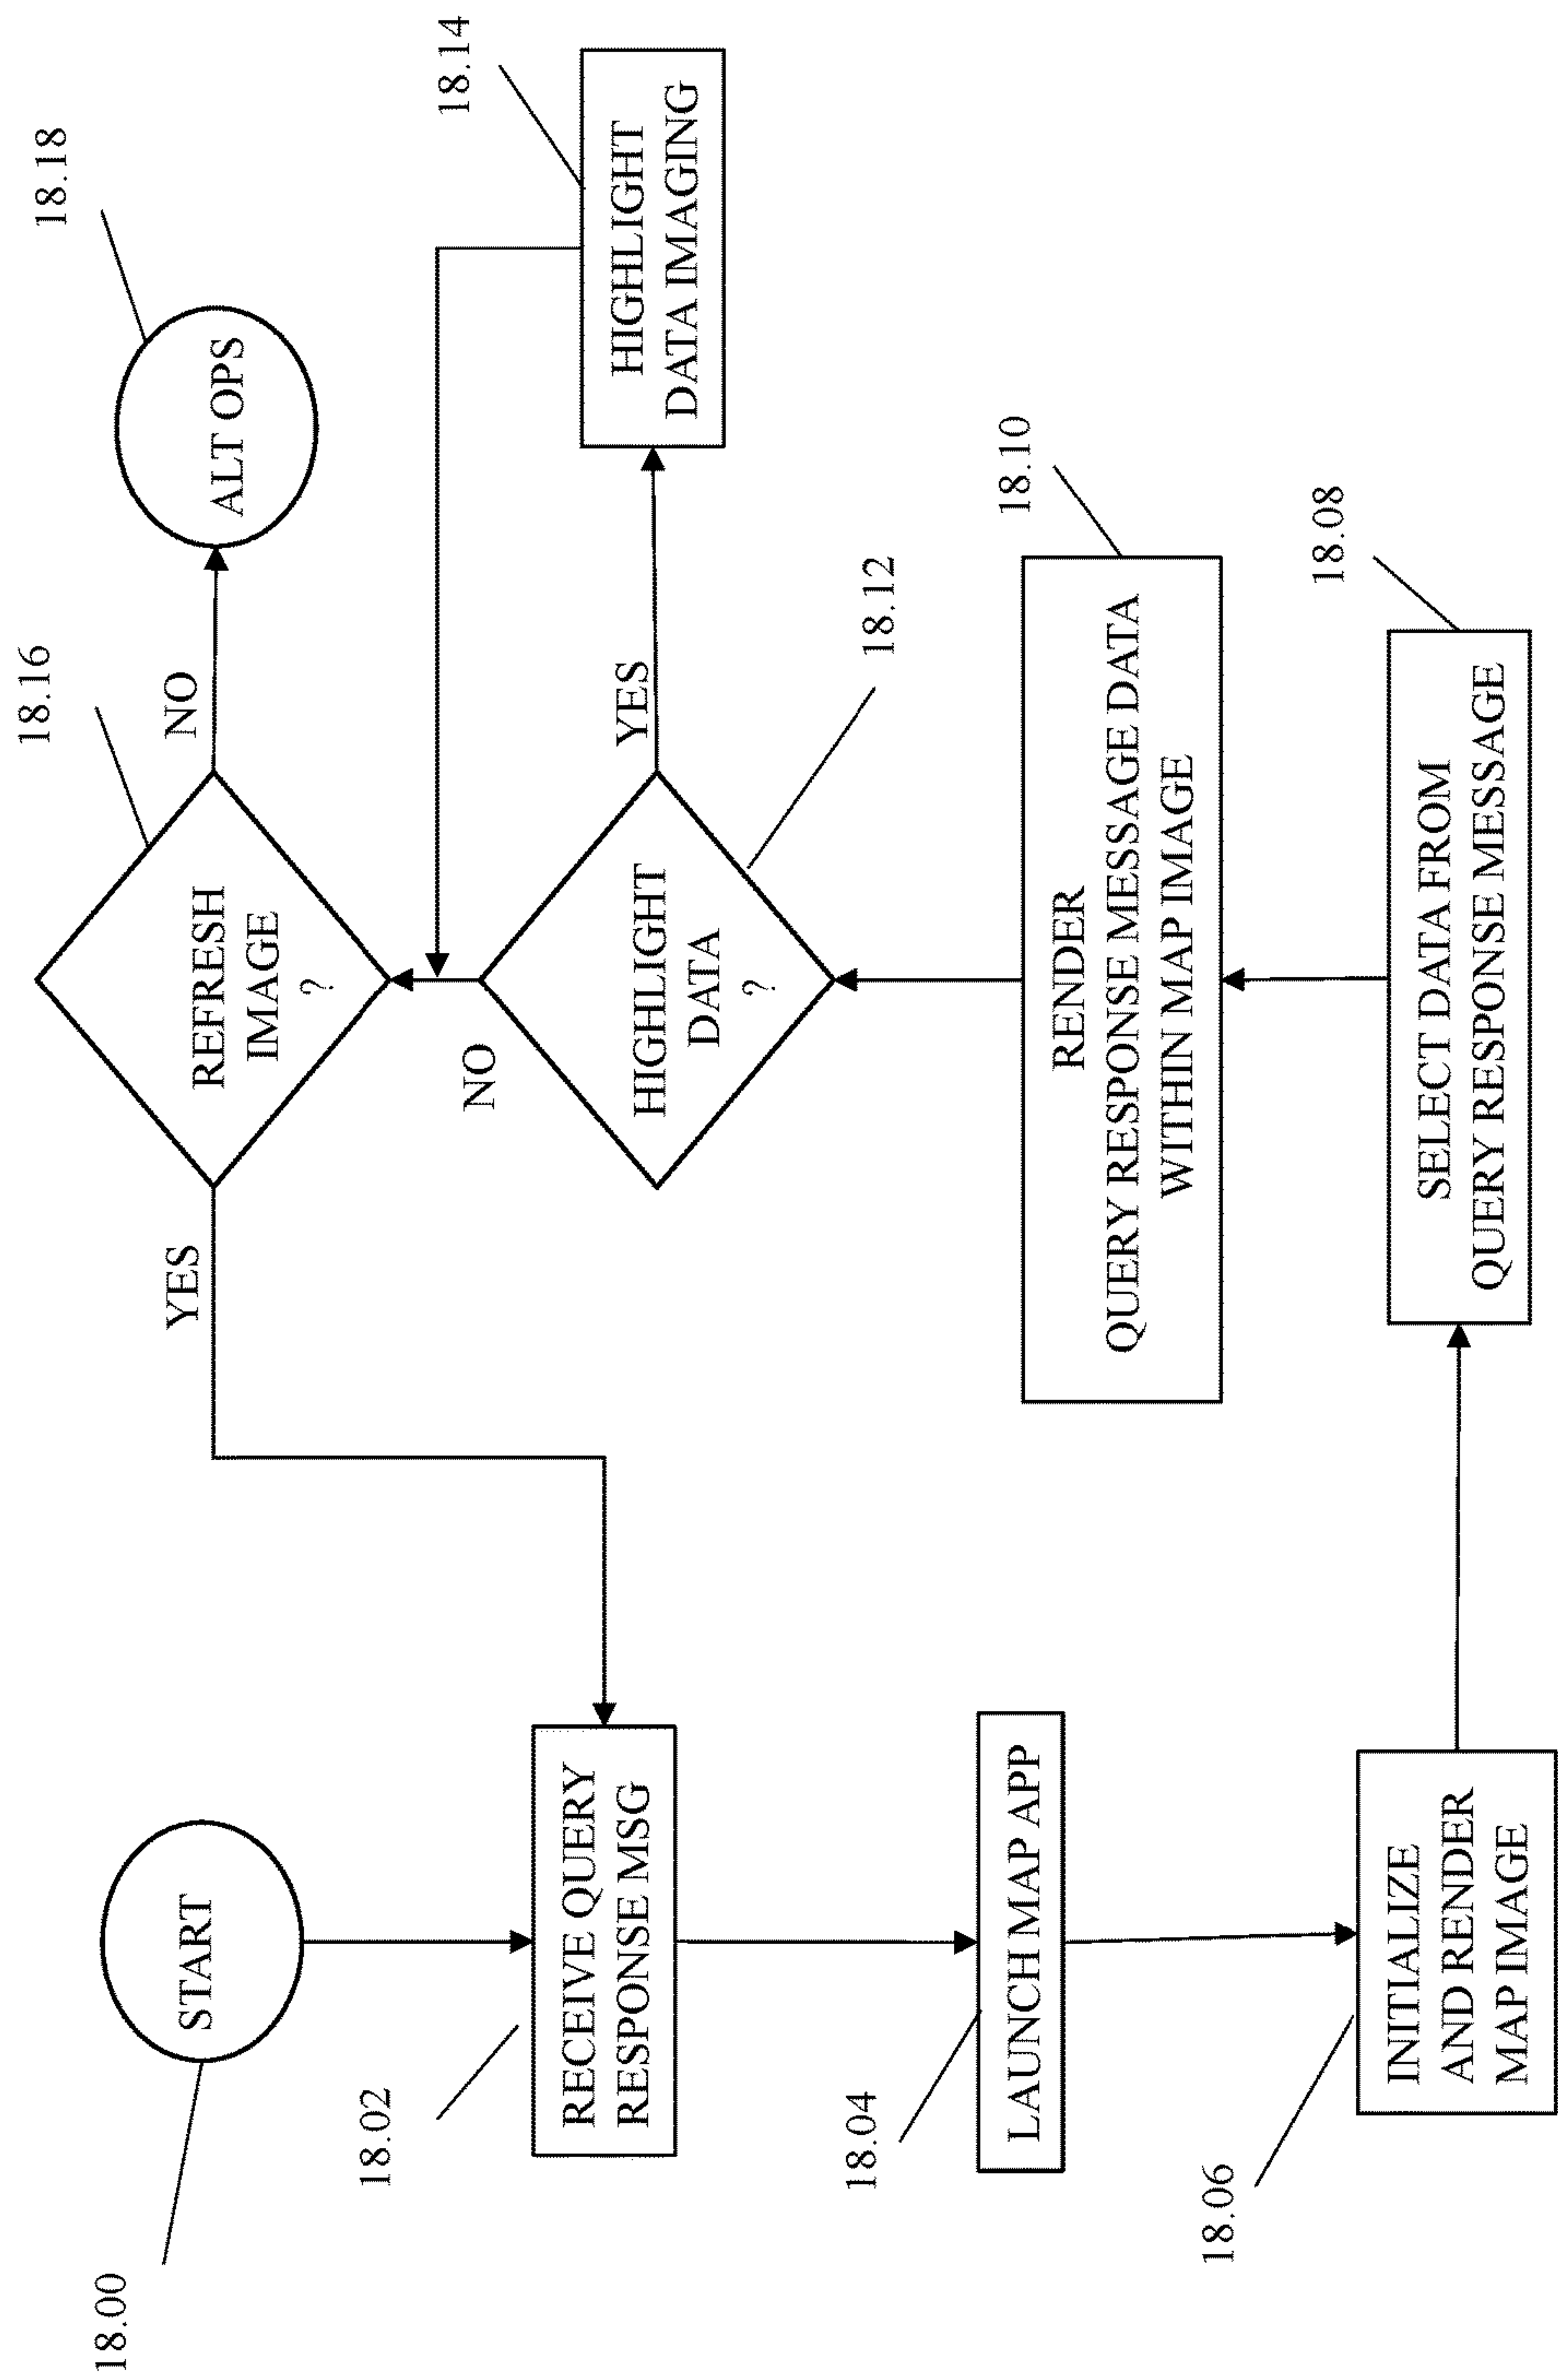 18.00
START
18.02
RECEIVE QUERY
RESPONSE MSG
18.04
LAUNCH MAP APP
18.06
INITIALIZE
AND RENDER
MAP IMAGE
18.08
SELECT DATA FROM
QUERY RESPONSE MESSAGE
18.10
RENDER
QUERY RESPONSE MESSAGE DATA
WITHIN MAP IMAGE
18.12
HIGHLIGHT
DATA
?
YES
NO
18.14
HIGHLIGHT
DATA IMAGING
18.16
REFRESH
IMAGE
?
YES
NO
18.18
ALT OPS